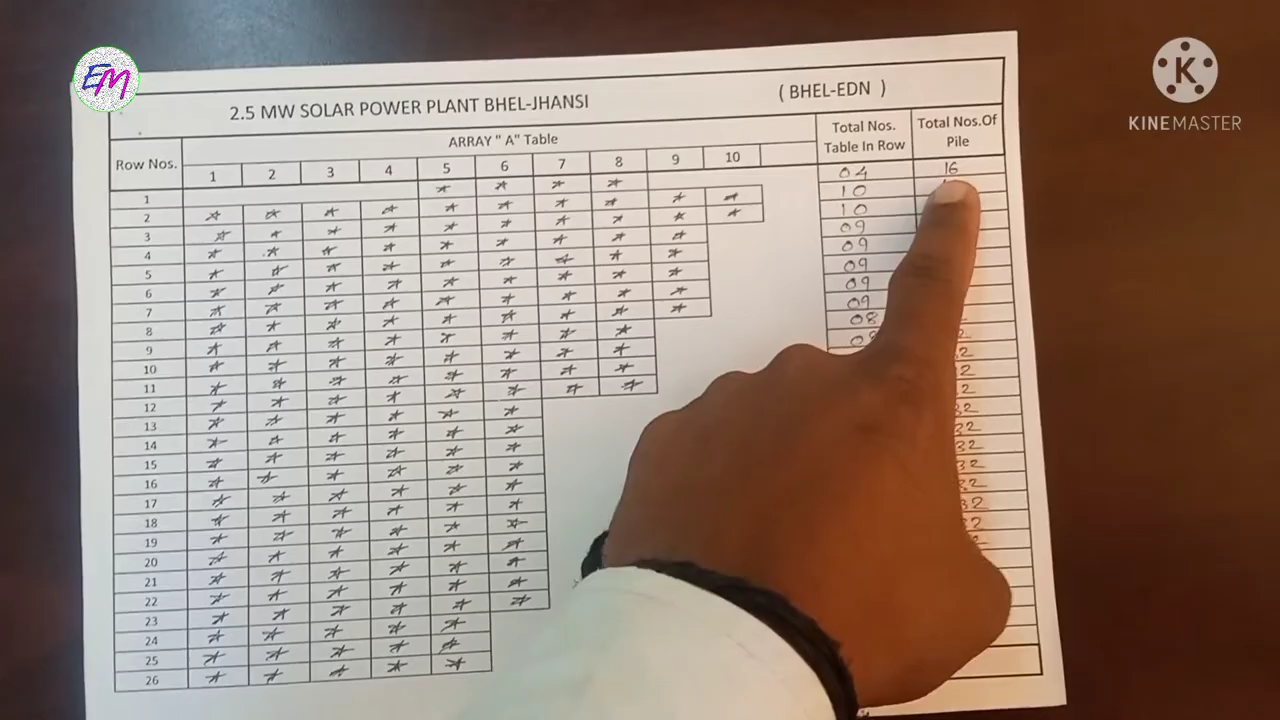 EM
KINEMASTER
2.5 MW SOLAR POWER PLANT BHEL-JHANSI ( BHEL-EDN )
Row Nos. ARRAY " A" Table Total Nos. Table In Row Total Nos.Of Pile
1 2 3 4 5 6 7 8 9 10
1 * * * * 04 16
2 * * * * * * * * * * 10
3 * * * * * * * * * * 10
4 * * * * * * * * * 09
5 * * * * * * * * * 09
6 * * * * * * * * * 09
7 * * * * * * * * * 09
8 * * * * * * * * * 09
9 * * * * * * * * 08
10 * * * * * * * *
11 * * * * * * * *
12 * * * * * * * *
13 * * * * * *
14 * * * * * *
15 * * * * * *
16 * * * * * *
17 * * * * * *
18 * * * * * *
19 * * * * * *
20 * * * * * *
21 * * * * * *
22 * * * * * *
23 * * * * * *
24 * * * * *
25 * * * * *
26 * * * * *